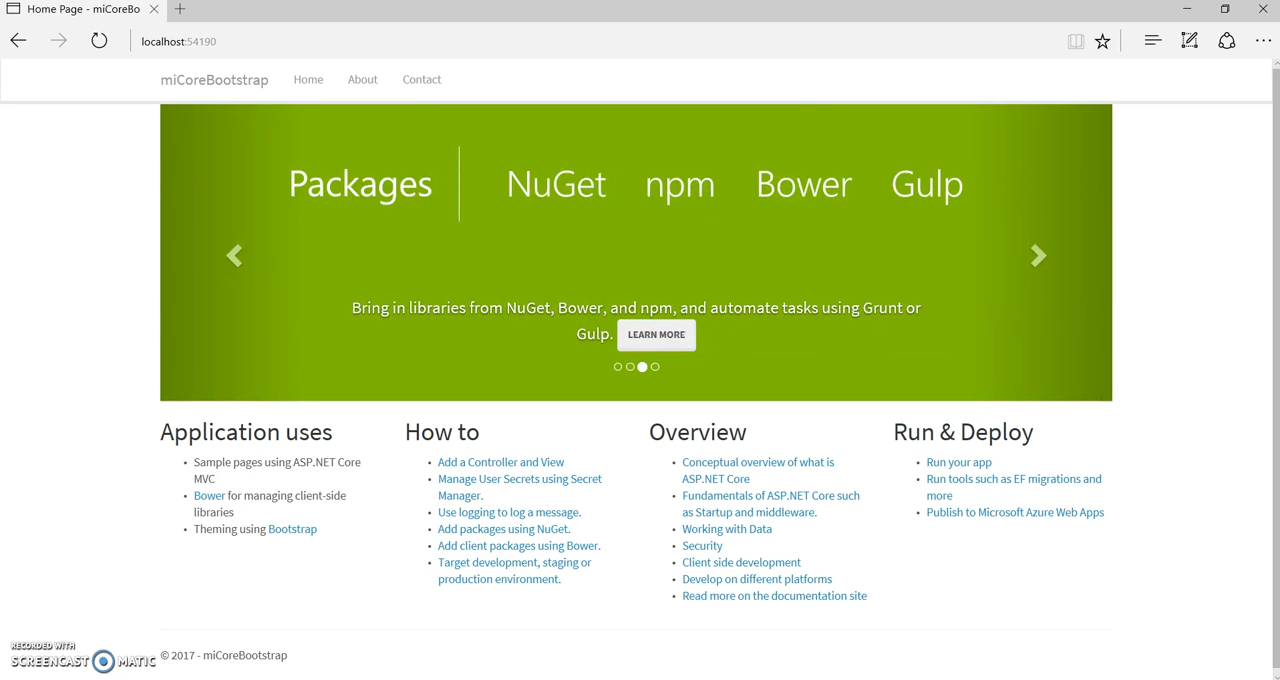 Home Page - miCoreBo
localhost:54190
miCoreBootstrap Home About Contact
Packages NuGet npm Bower Gulp
Bring in libraries from NuGet, Bower, and npm, and automate tasks using Grunt or
Gulp. LEARN MORE
Application uses
Sample pages using ASP.NET Core
MVC
Bower for managing client-side
libraries
Theming using Bootstrap
How to
Add a Controller and View
Manage User Secrets using Secret
Manager.
Use logging to log a message.
Add packages using NuGet.
Add client packages using Bower.
Target development, staging or
production environment.
Overview
Conceptual overview of what is
ASP.NET Core
Fundamentals of ASP.NET Core such
as Startup and middleware.
Working with Data
Security
Client side development
Develop on different platforms
Read more on the documentation site
Run & Deploy
Run your app
Run tools such as EF migrations and
more
Publish to Microsoft Azure Web Apps
RECORDED WITH
SCREENCAST MATIC
© 2017 - miCoreBootstrap